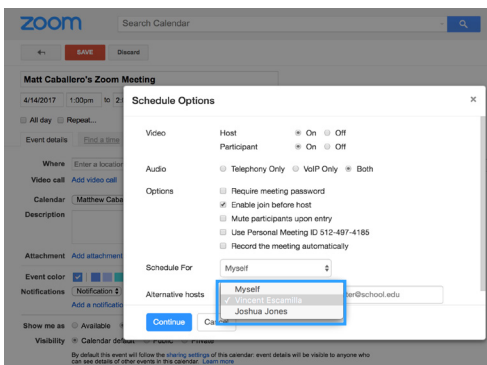 zoom Search Calendar
SAVE Discard
Matt Caballero's Zoom Meeting
4/14/2017 1:00pm to
Schedule Options ×
All day Repeat...
Event details Find a time
Video Host On Off
Participant On Off
Where Enter a location
Audio Telephony Only VoIP Only Both
Video call Add video call
Options Require meeting password
Calendar Matthew Caba
Enable join before host
Description
Mute participants upon entry
Use Personal Meeting ID 512-497-4185
Record the meeting automatically
Attachment Add attachment
Schedule For Myself
Event color
Myself
Notifications Notification
Alternative hosts Vincent Escamilla ter@school.edu
Add a notificatio
Joshua Jones
Show me as Available
Continue Ca
Visibility Calendar default Public Private
By default this event will follow the sharing settings of this calendar: event details will be visible to anyone who
can see details of other events in this calendar. Learn more